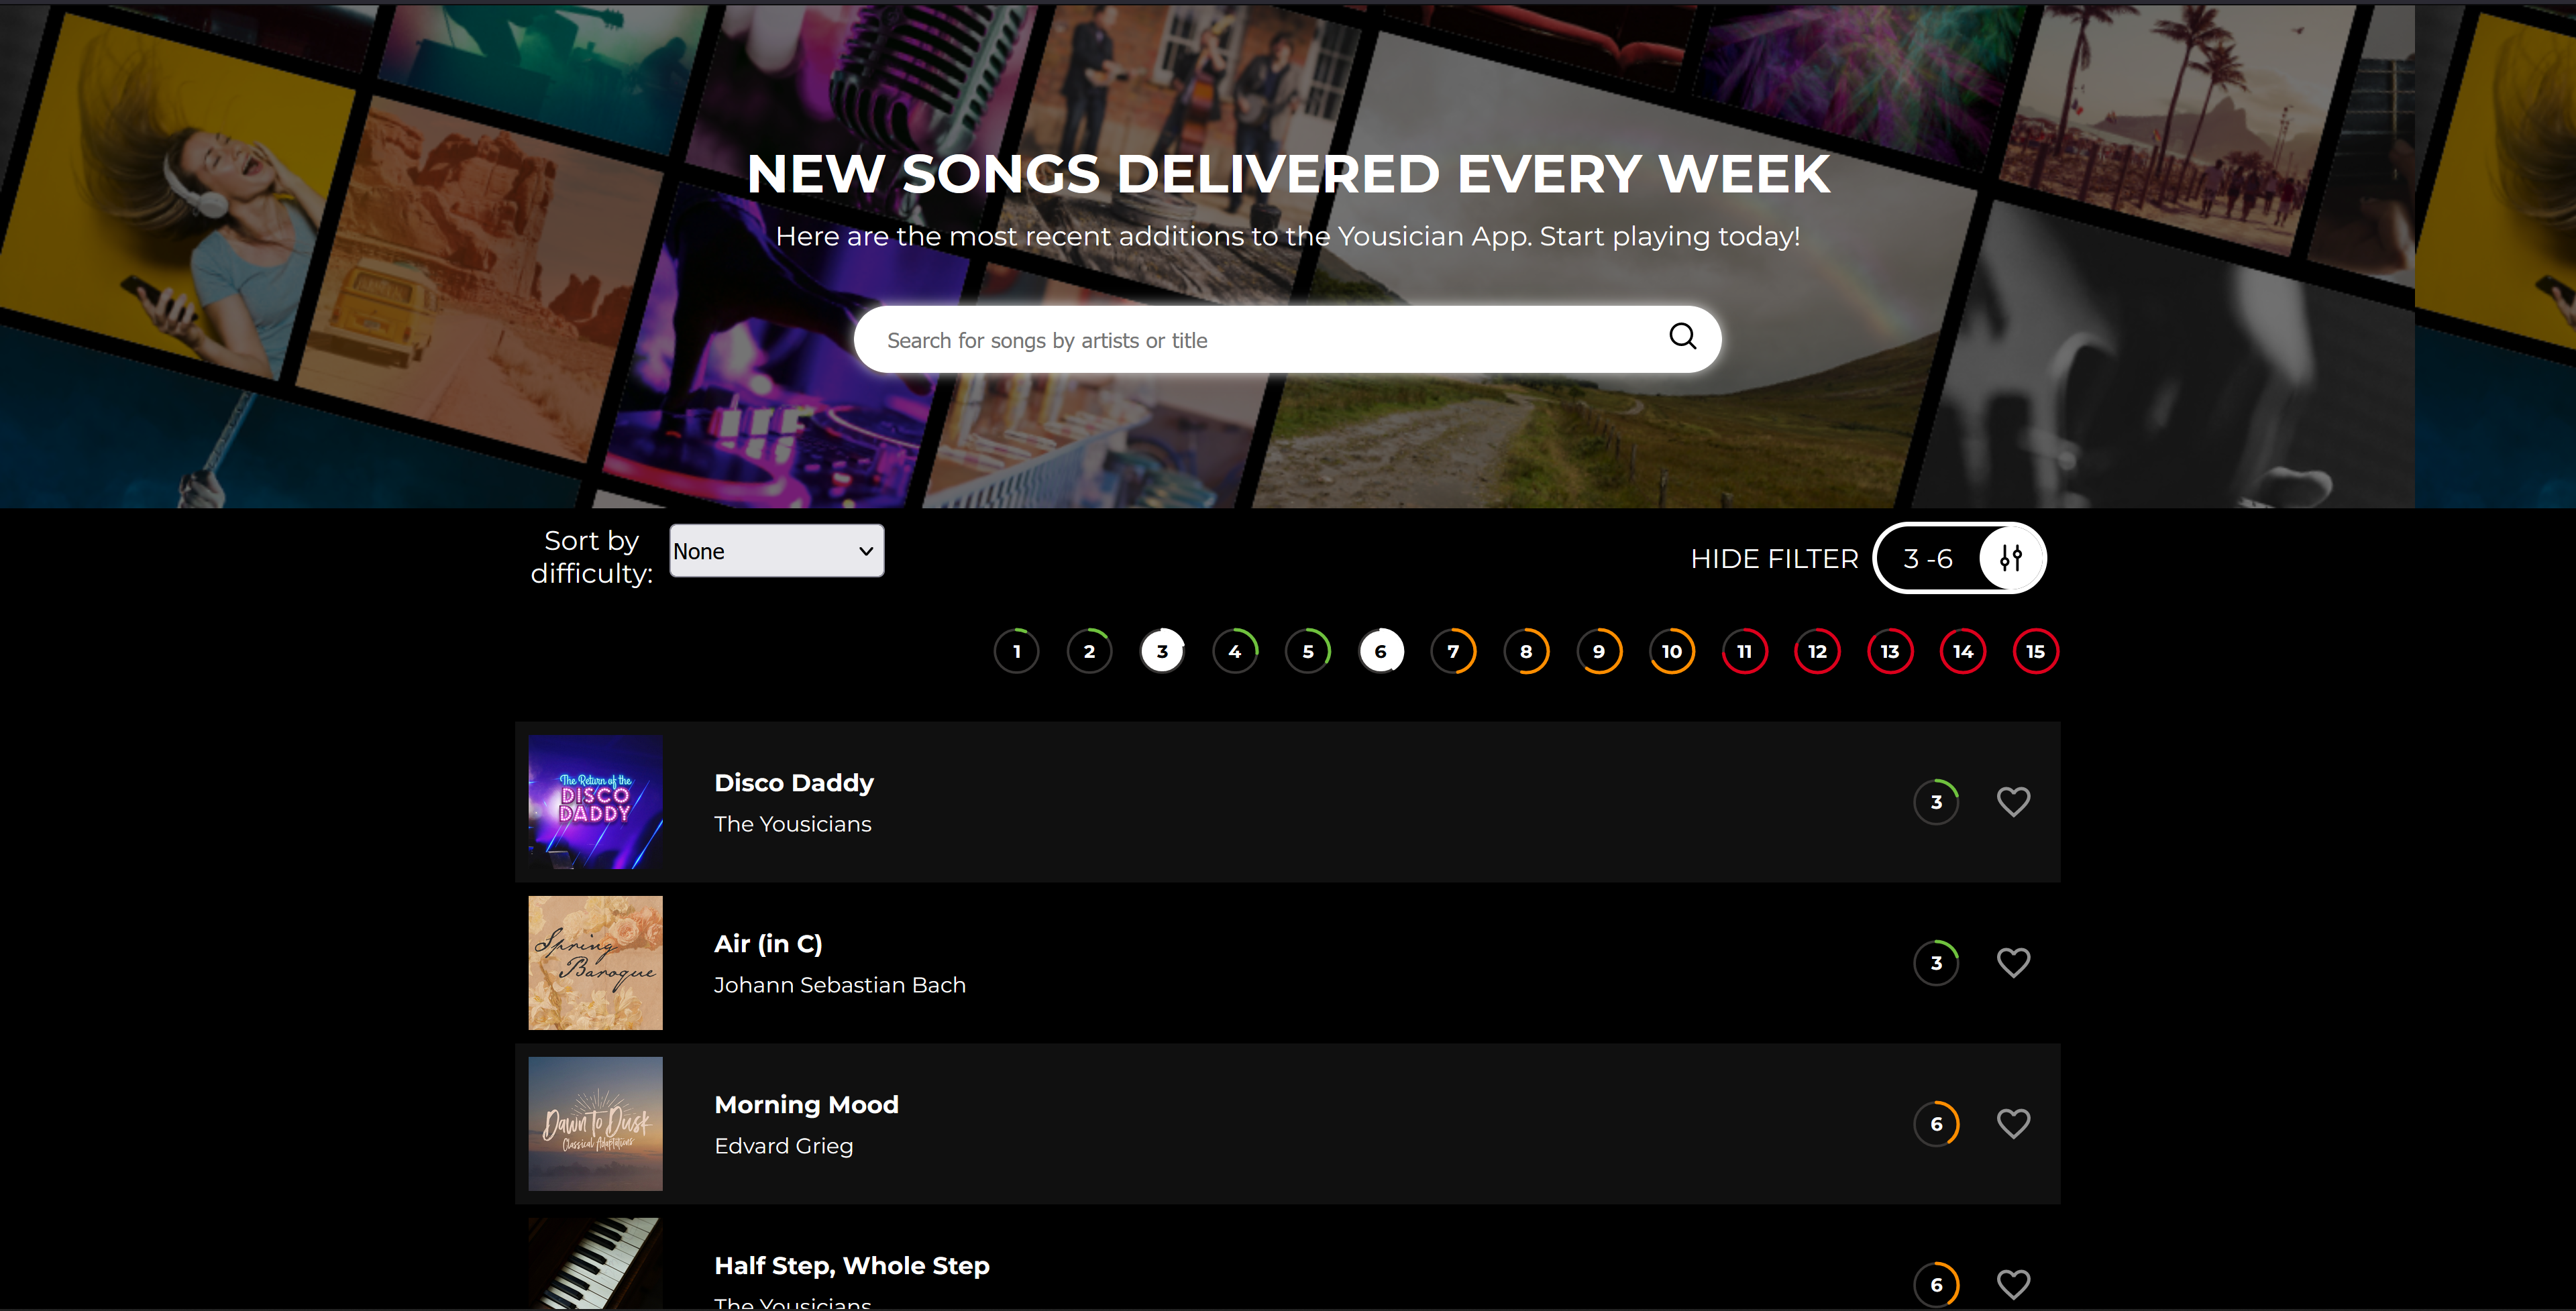 NEW SONGS DELIVERED EVERY WEEK
Here are the most recent additions to the Yousician App. Start playing today!
Search for songs by artists or title
Sort by
difficulty:
None
HIDE FILTER
3 -6
1 2 3 4 5 6 7 8 9 10 11 12 13 14 15
The Return of the
DISCO
DADDY
Disco Daddy
The Yousicians
3
Spring
Baroque
Air (in C)
Johann Sebastian Bach
3
Dawn To Dusk
Classical Adaptations
Morning Mood
Edvard Grieg
6
Half Step, Whole Step
The Yousicians
6